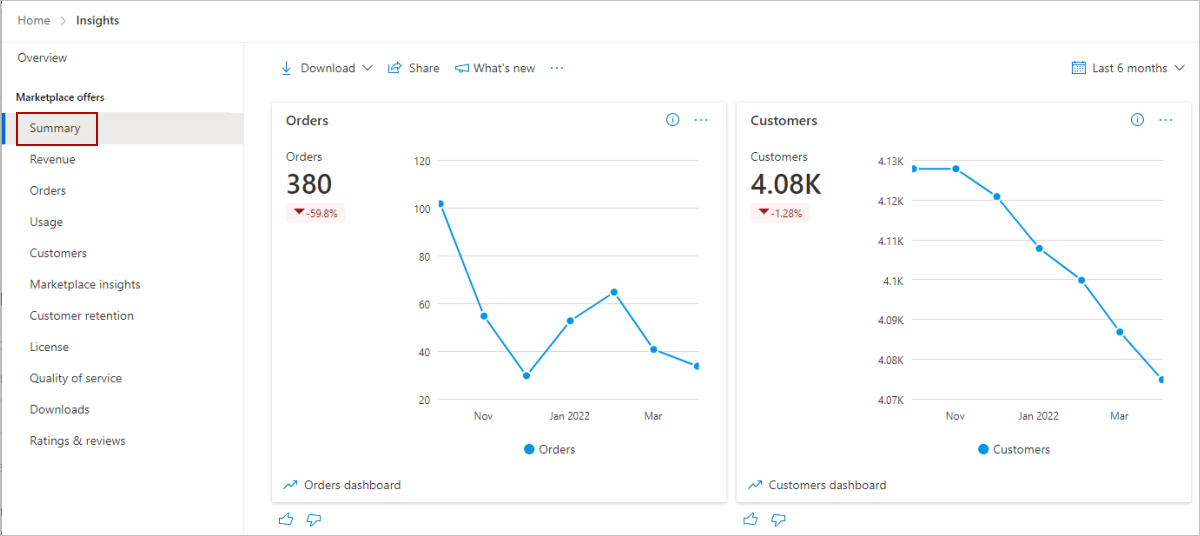 Home > Insights
Overview
Marketplace offers
Summary
Revenue
Orders
Usage
Customers
Marketplace insights
Customer retention
License
Quality of service
Downloads
Ratings & reviews
Download Share What's new ...
Last 6 months
Orders
Orders
380
-59.8%
120
100
80
60
40
20
Nov Jan 2022 Mar
Orders
Orders dashboard
Customers
Customers
4.08K
-1.28%
4.13K
4.12K
4.11K
4.1K
4.09K
4.08K
4.07K
Nov Jan 2022 Mar
Customers
Customers dashboard